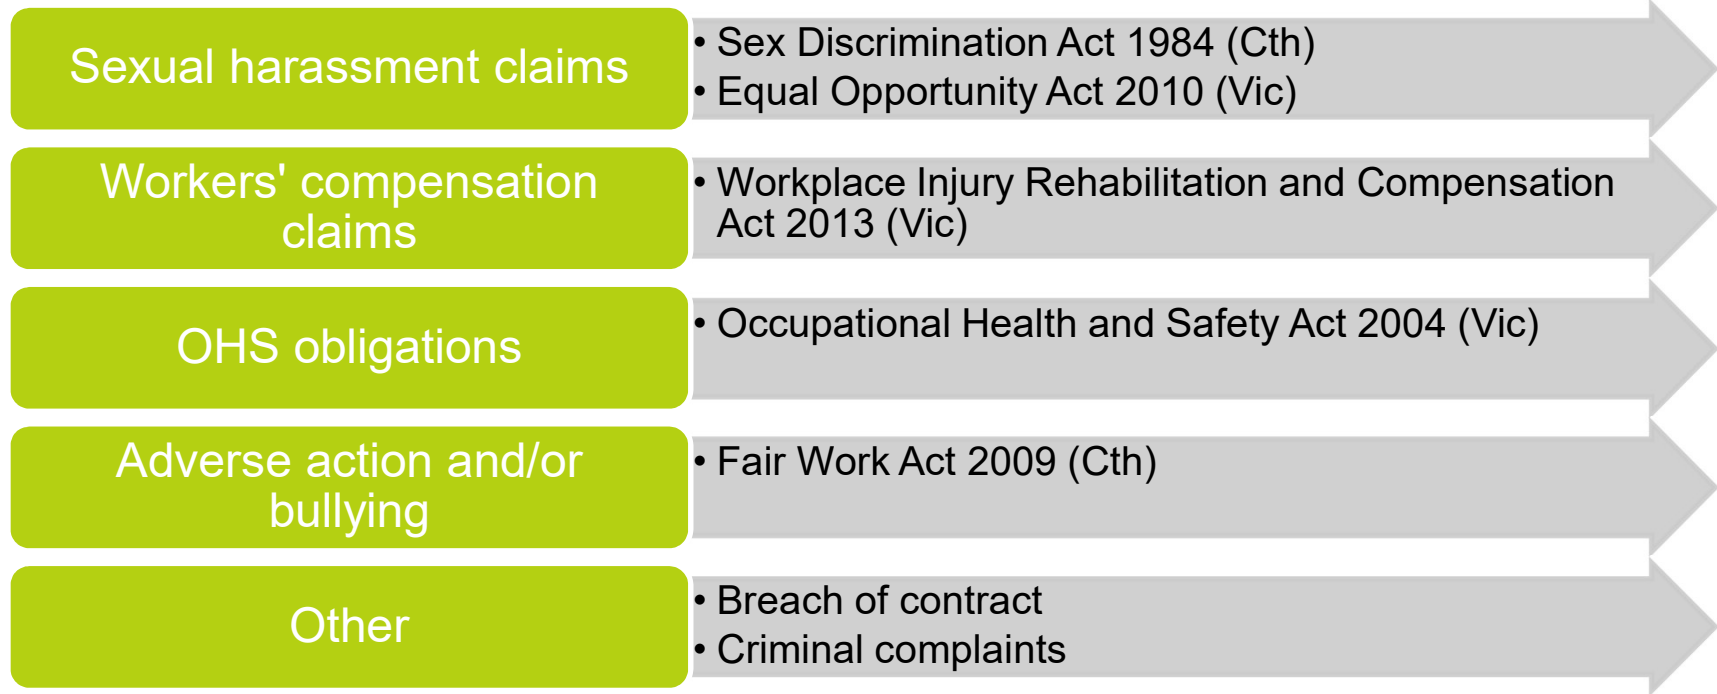 Sexual harassment claims
• Sex Discrimination Act 1984 (Cth)
• Equal Opportunity Act 2010 (Vic)
Workers' compensation
claims
• Workplace Injury Rehabilitation and Compensation
Act 2013 (Vic)
OHS obligations
• Occupational Health and Safety Act 2004 (Vic)
Adverse action and/or
bullying
• Fair Work Act 2009 (Cth)
Other
• Breach of contract
• Criminal complaints